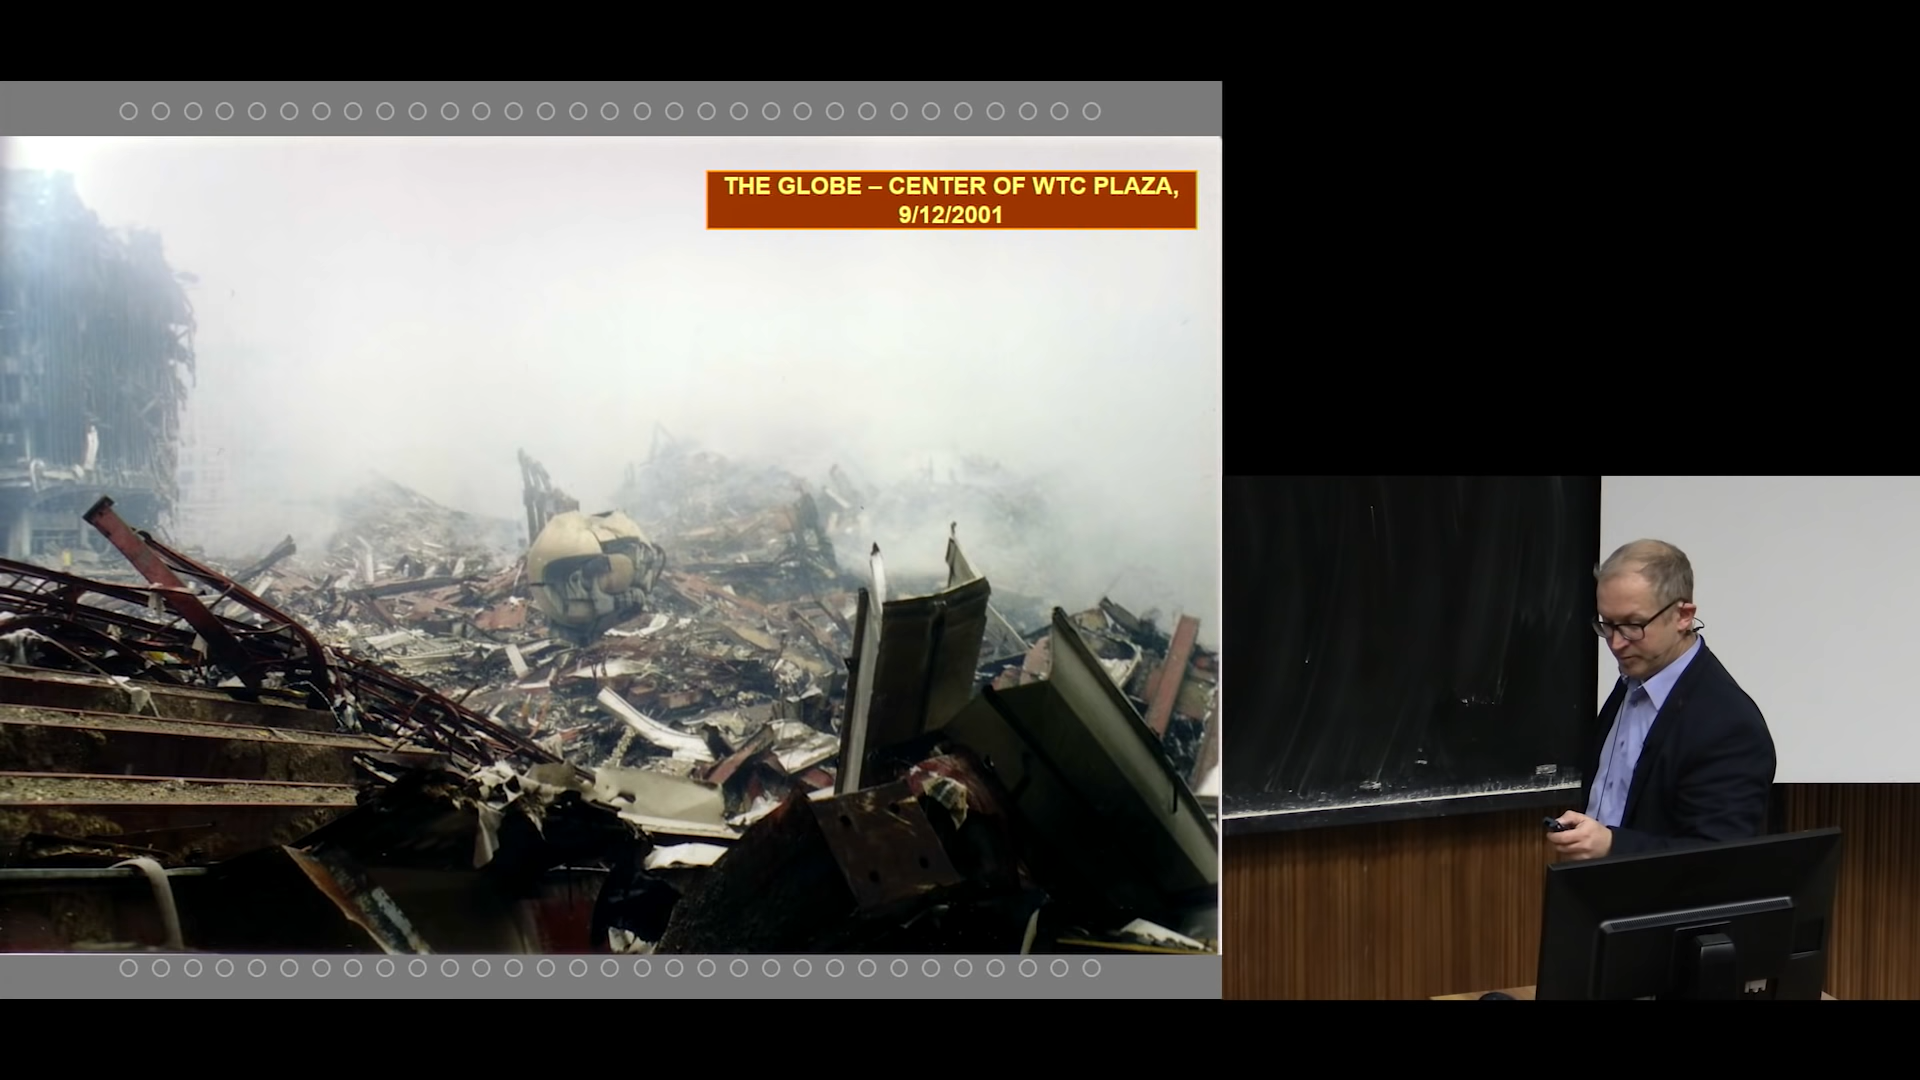 THE GLOBE – CENTER OF WTC PLAZA,
9/12/2001